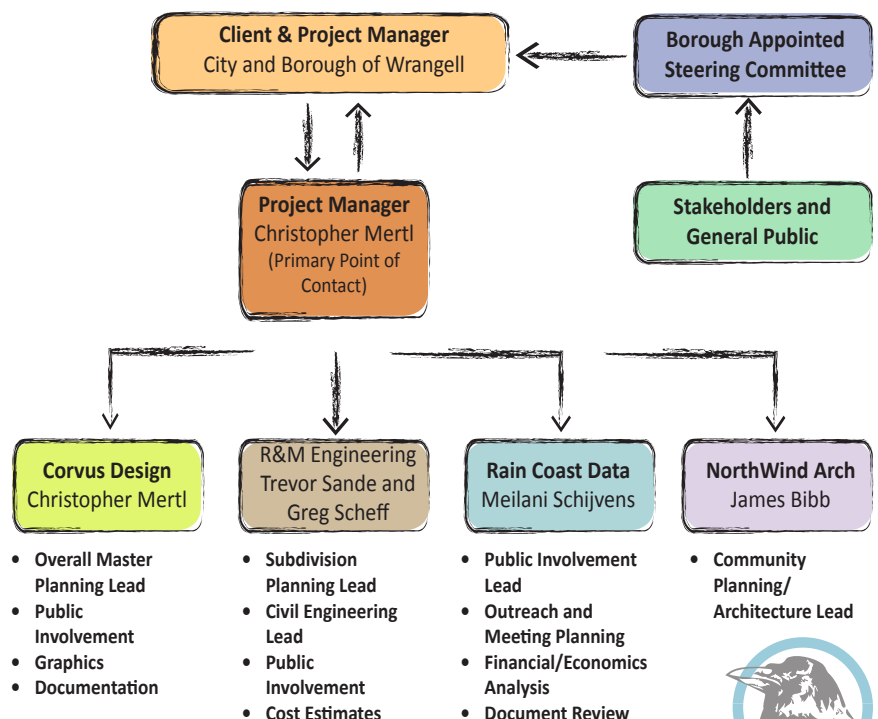 Client & Project Manager
City and Borough of Wrangell
Borough Appointed
Steering Committee
Project Manager
Christopher Mertl
(Primary Point of
Contact)
Stakeholders and
General Public
Corvus Design
Christopher Mertl
R&M Engineering
Trevor Sande and
Greg Scheff
Rain Coast Data
Meilani Schijvens
NorthWind Arch
James Bibb
• Overall Master
Planning Lead
• Public
Involvement
• Graphics
• Documentation
• Subdivision
Planning Lead
• Civil Engineering
Lead
• Public
Involvement
• Cost Estimates
• Public Involvement
Lead
• Outreach and
Meeting Planning
• Financial/Economics
Analysis
• Document Review
• Community
Planning/
Architecture Lead